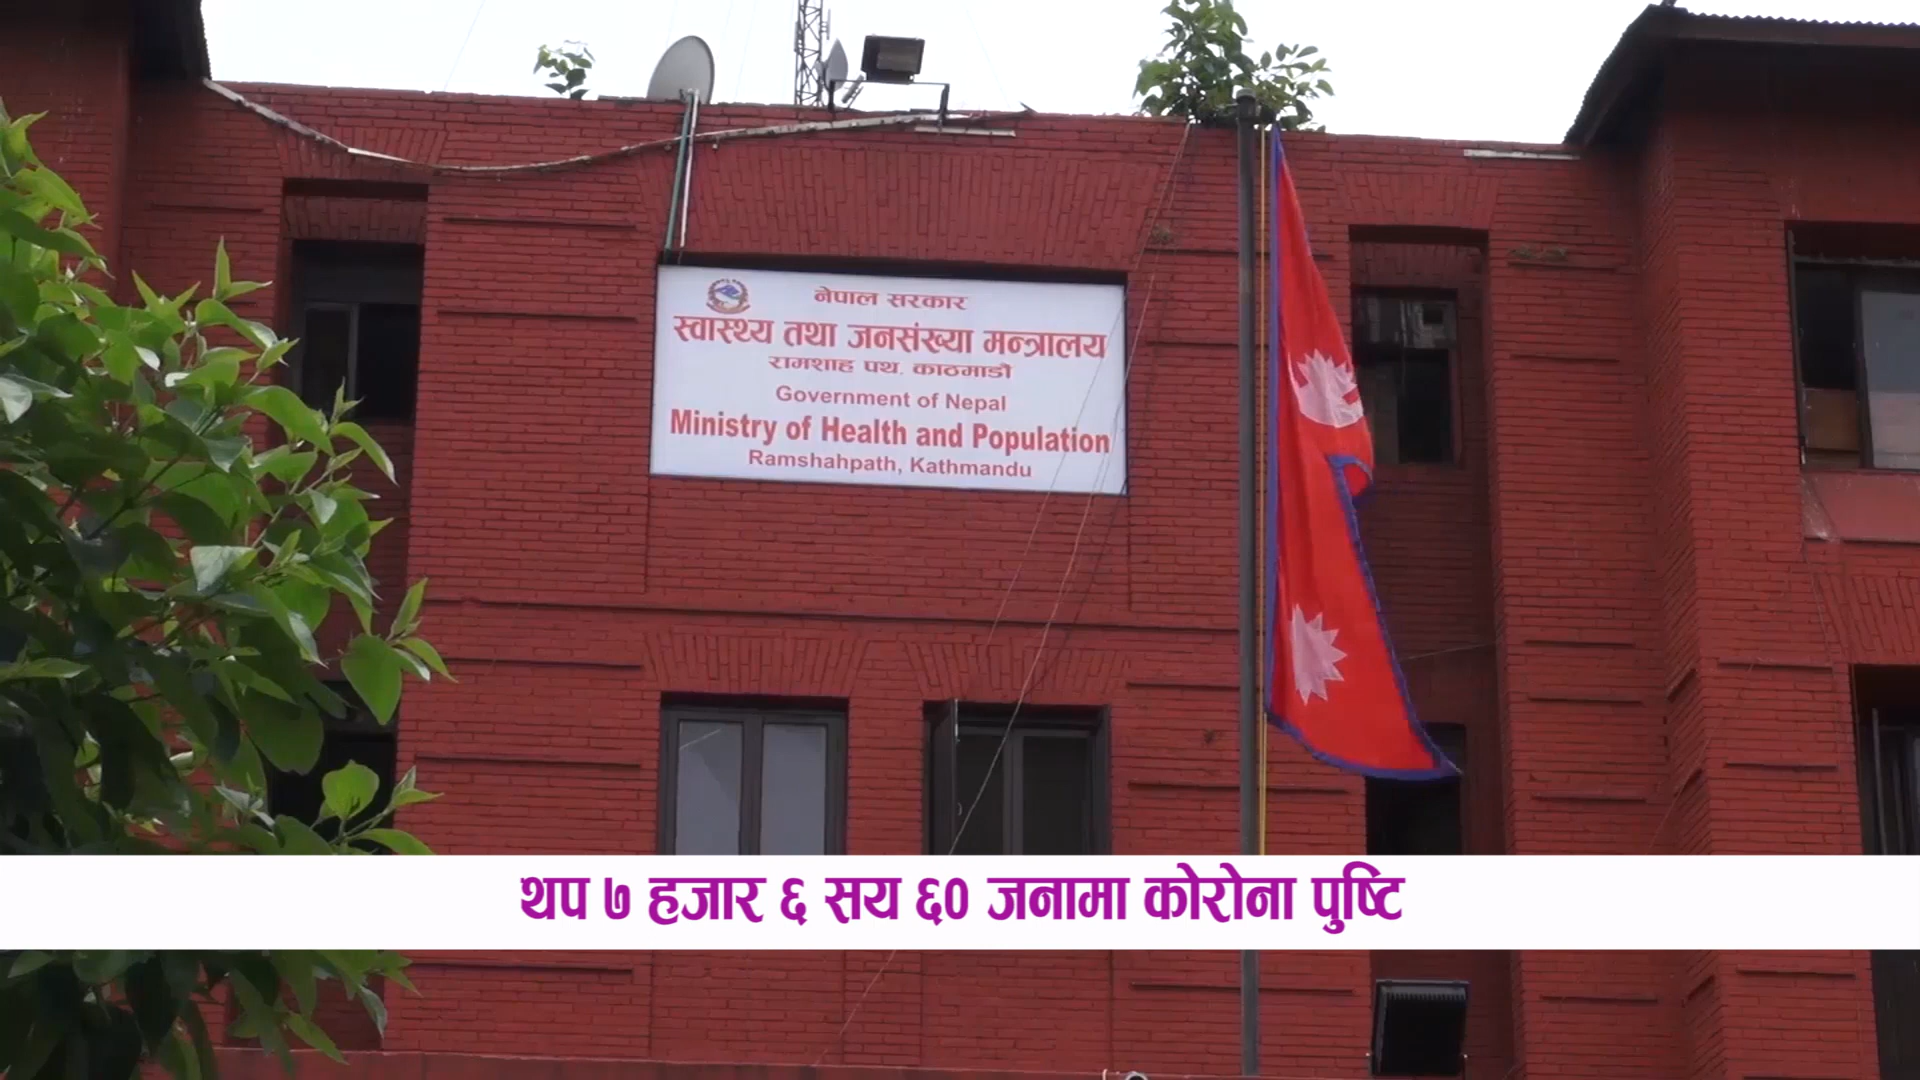 नेपाल सरकार
स्वास्थ्य तथा जनसंख्या मन्त्रालय
रामशाह पथ, काठमाडौं
Government of Nepal
Ministry of Health and Population
Ramshahpath, Kathmandu
थप ७ हजार ६ सय ६० जनामा कोरोना पुष्टि